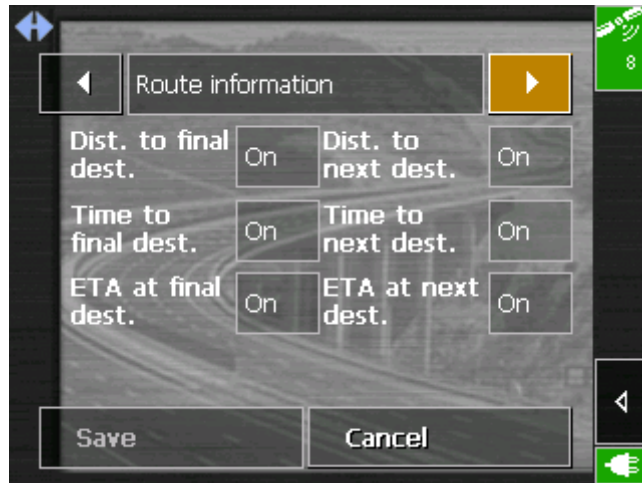 Route information
8
Dist. to final
dest.
On
Dist. to
next dest.
On
Time to
final dest.
On
Time to
next dest.
On
ETA at final
dest.
On
ETA at next
dest.
On
Save
Cancel